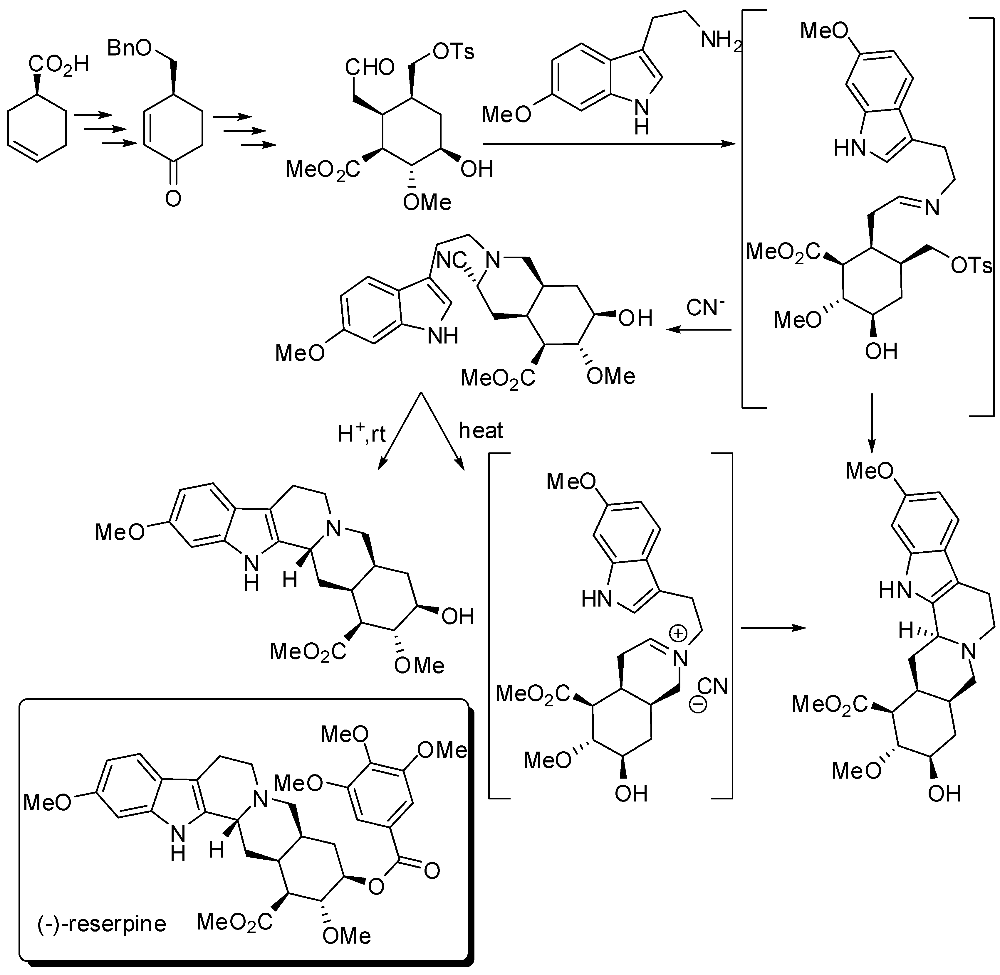 CO2H
BnO
O
CHO
OTs
MeO2C
OMe
OH
NH2
MeO
N
H
MeO
HN
N
MeO2C
OTs
MeO
OH
CN-
NC
N
MeO
NH
OH
MeO2C
OMe
H+,rt
heat
MeO
N
N
H
H
OH
MeO2C
OMe
MeO
HN
+
N
CN
−
MeO2C
MeO
OH
MeO
HN
H
N
MeO2C
MeO
OH
MeO
OMe
MeO
MeO
N
N
H
H
O
O
MeO2C
OMe
(-)-reserpine